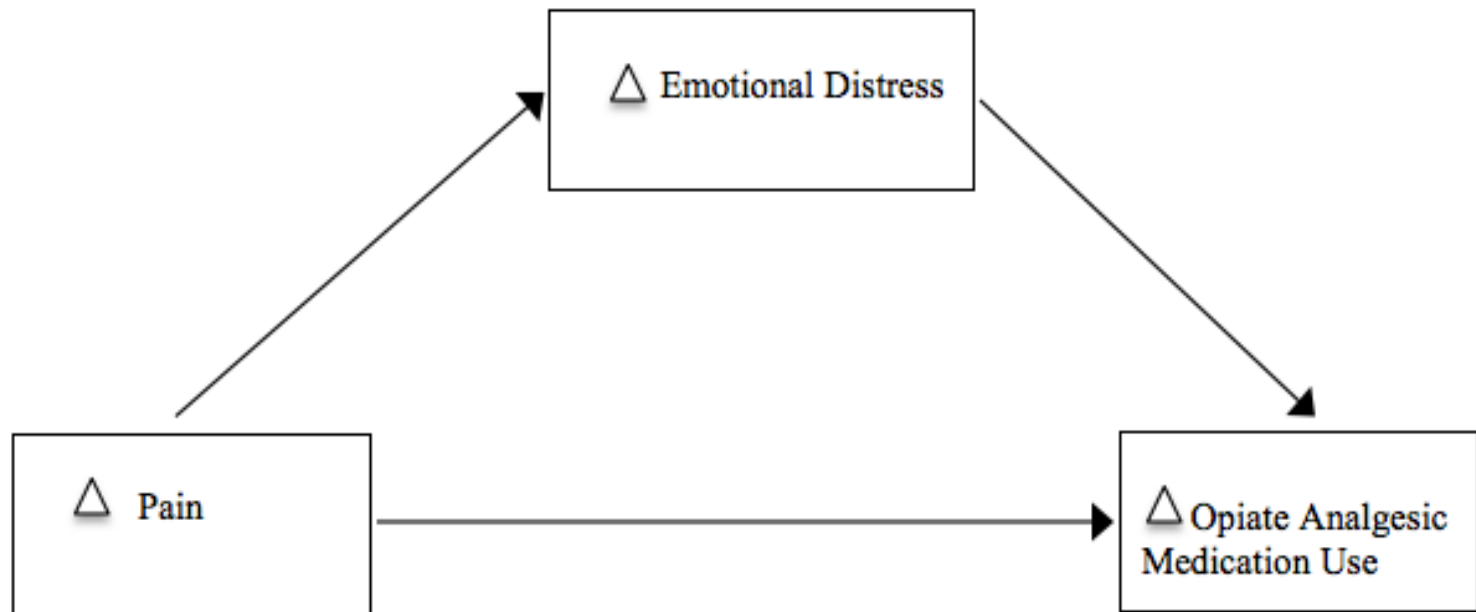 △ Emotional Distress
△ Pain
△ Opiate Analgesic
Medication Use